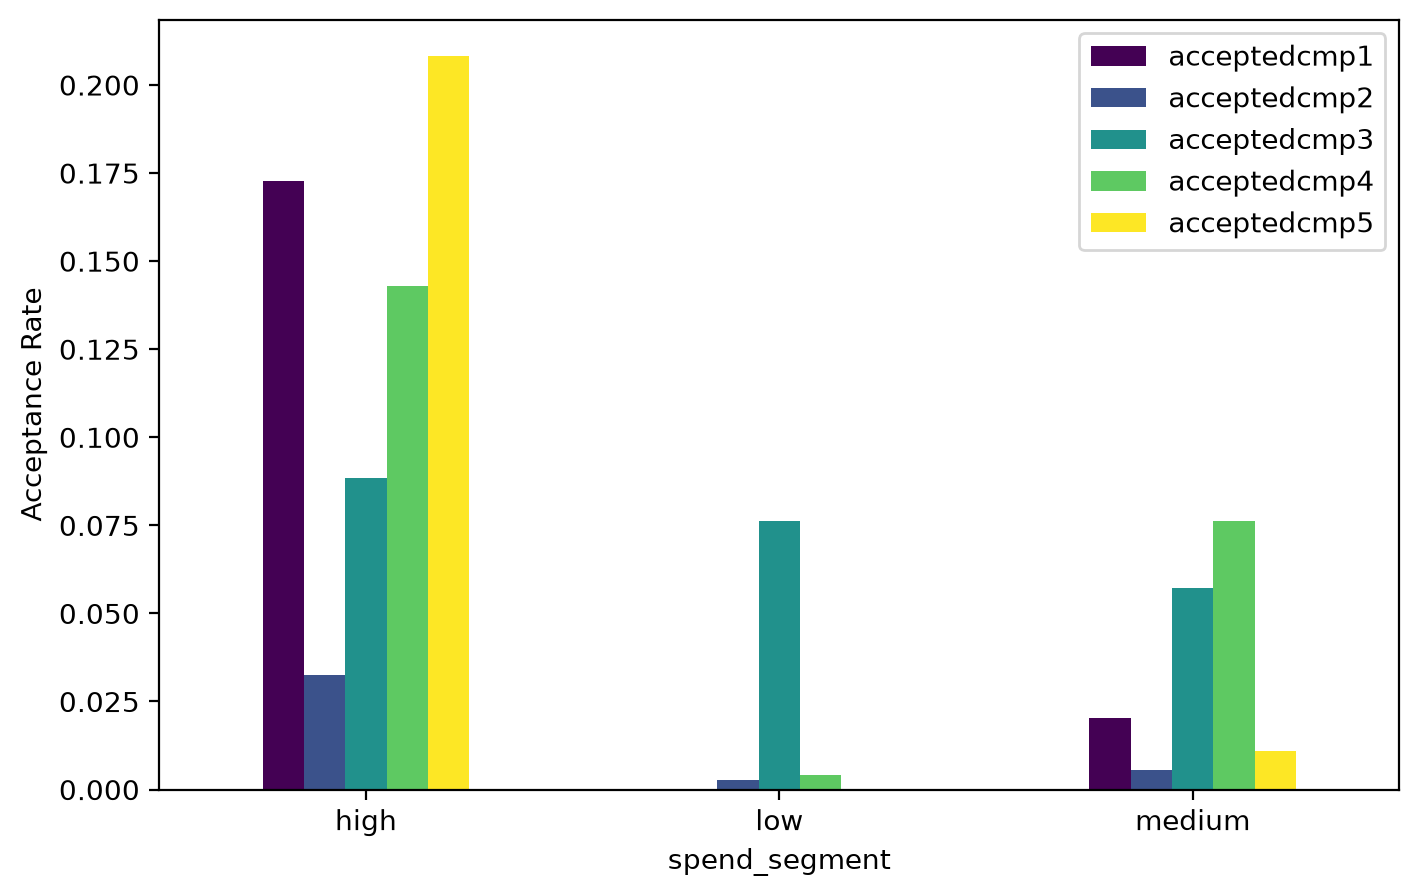 acceptedcmp1
acceptedcmp2
acceptedcmp3
acceptedcmp4
acceptedcmp5
Acceptance Rate
0.200
0.175
0.150
0.125
0.100
0.075
0.050
0.025
0.000
high low medium
spend_segment